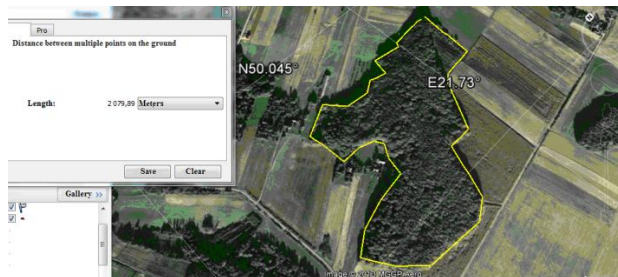 Pro
Distance between multiple points on the ground
Length:
2 079,89 Meters
Save
Clear
Gallery >>
N50.045°
E21.73°